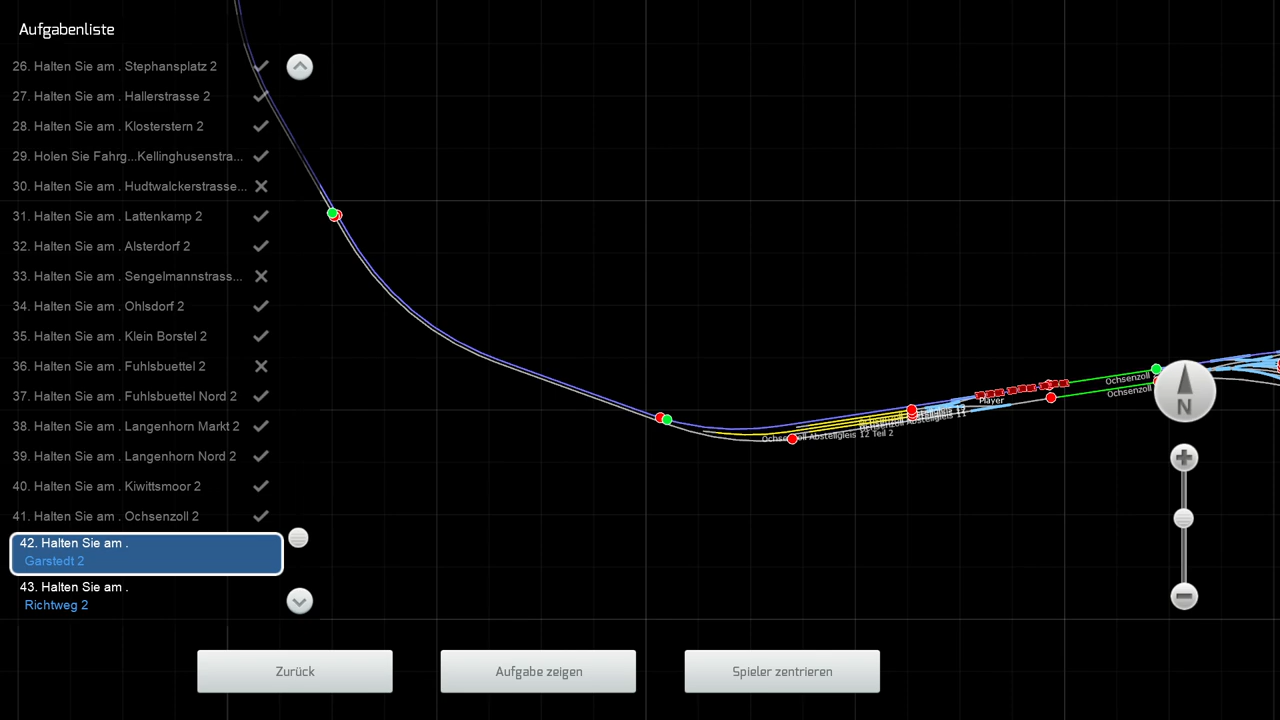 Aufgabenliste
26. Halten Sie am . Stephansplatz 2
27. Halten Sie am . Hallerstrasse 2
28. Halten Sie am . Klosterstern 2
29. Holen Sie Fahrg...Kellinghusenstra...
30. Halten Sie am . Hudtwalckerstrasse...
31. Halten Sie am . Lattenkamp 2
32. Halten Sie am . Alsterdorf 2
33. Halten Sie am . Sengelmannstrass...
34. Halten Sie am . Ohlsdorf 2
35. Halten Sie am . Klein Borstel 2
36. Halten Sie am . Fuhlsbuettel 2
37. Halten Sie am . Fuhlsbuettel Nord 2
38. Halten Sie am . Langenhorn Markt 2
39. Halten Sie am . Langenhorn Nord 2
40. Halten Sie am . Kiwittsmoor 2
41. Halten Sie am . Ochsenzoll 2
42. Halten Sie am .
Garstedt 2
43. Halten Sie am .
Richtweg 2
Ochsenzoll
Ochsenzoll
Player
Ochsenzoll Abstellgleis 11
Abstellgleis 12 Teil 2
N
Zurück
Aufgabe zeigen
Spieler zentrieren